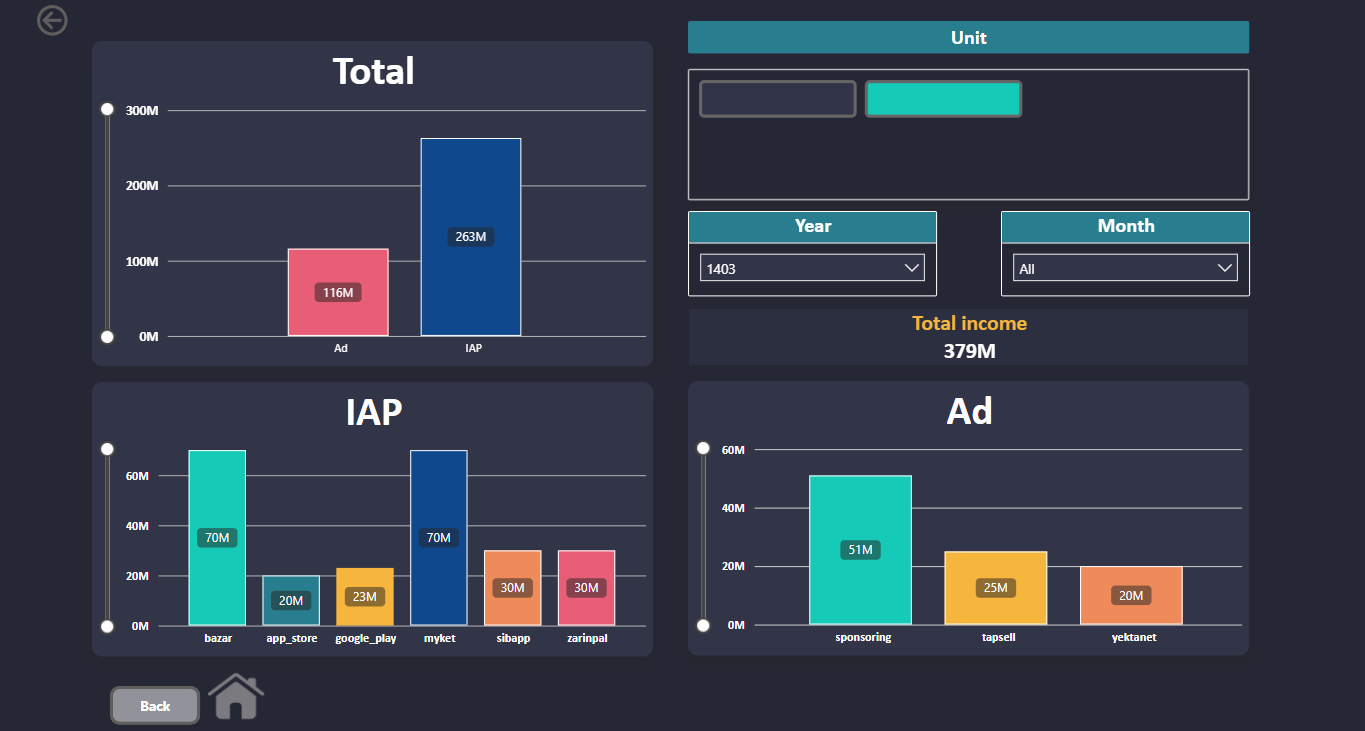 Total
300M
200M
100M
0M
116M
263M
Ad
IAP
Unit
Year
1403
Month
All
Total income
379M
IAP
60M
40M
20M
0M
70M
20M
23M
70M
30M
30M
bazar
app_store
google_play
myket
sibapp
zarinpal
Ad
60M
40M
20M
0M
51M
25M
20M
sponsoring
tapsell
yektanet
Back